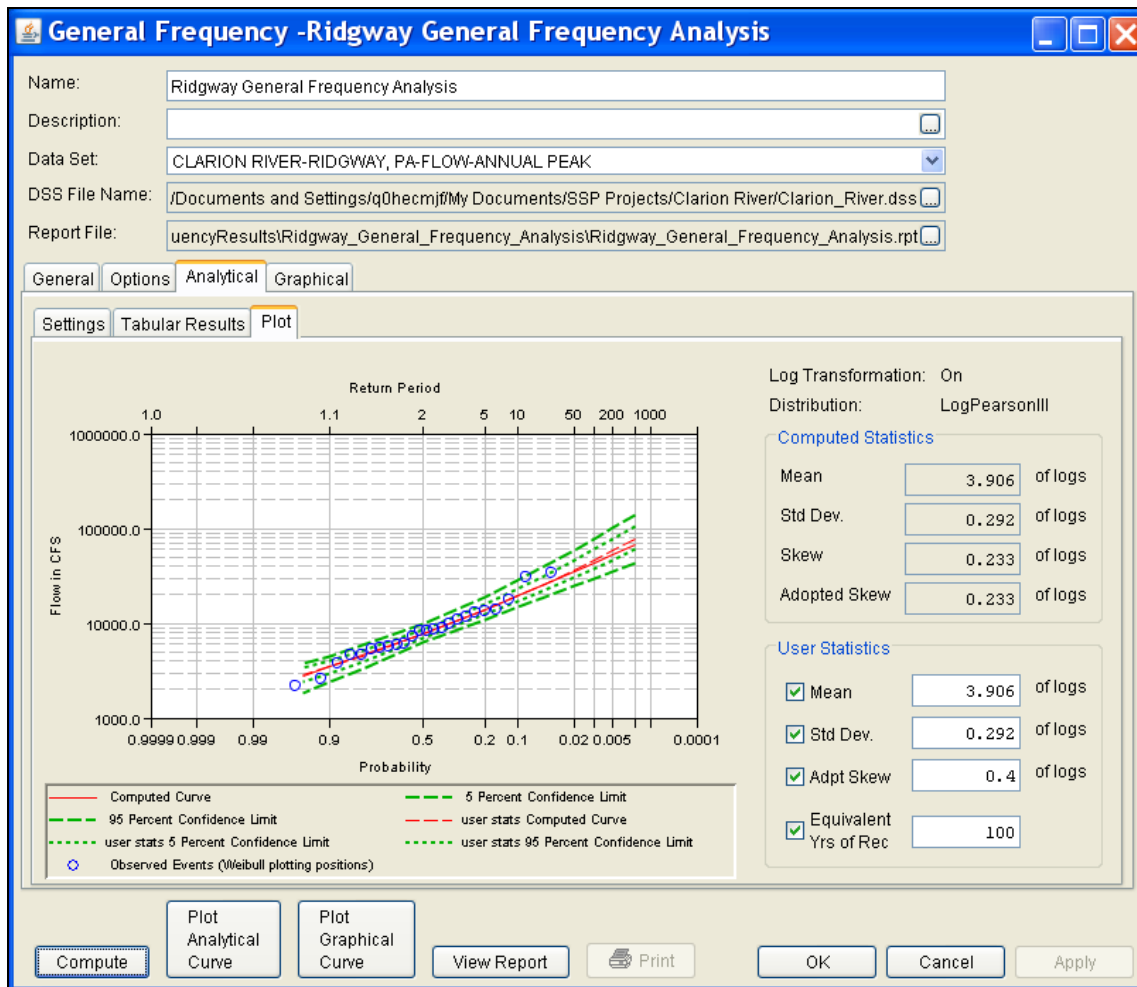 General Frequency -Ridgway General Frequency Analysis
Name: Ridgway General Frequency Analysis
Description: ...
Data Set: CLARION RIVER-RIDGWAY, PA-FLOW-ANNUAL PEAK
DSS File Name: /Documents and Settings/q0hecmjf/My Documents/SSP Projects/Clarion River/Clarion_River.dss ...
Report File: uencyResults\Ridgway_General_Frequency_Analysis\Ridgway_General_Frequency_Analysis.rpt ...
General Options Analytical Graphical
Settings Tabular Results Plot
Return Period
1.0 1.1 2 5 10 50 200 1000
1000000.0
100000.0
10000.0
1000.0
Flow in CFS
0.9999 0.999 0.99 0.9 0.5 0.2 0.1 0.02 0.005 0.0001
Probability
Computed Curve 5 Percent Confidence Limit
95 Percent Confidence Limit user stats Computed Curve
user stats 5 Percent Confidence Limit user stats 95 Percent Confidence Limit
Observed Events (Weibull plotting positions)
Log Transformation: On
Distribution: LogPearsonIII
Computed Statistics
Mean 3.906 of logs
Std Dev. 0.292 of logs
Skew 0.233 of logs
Adopted Skew 0.233 of logs
User Statistics
Mean 3.906 of logs
Std Dev. 0.292 of logs
Adpt Skew 0.4 of logs
Equivalent
Yrs of Rec 100
Compute
Plot
Analytical
Curve
Plot
Graphical
Curve
View Report
Print
OK
Cancel
Apply